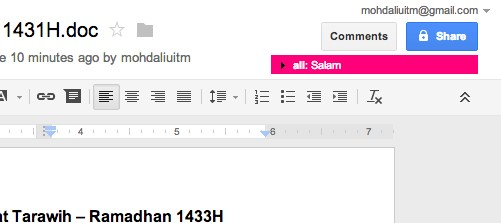 mohdaliuitm@gmail.com
1431H.doc
Comments
Share
e 10 minutes ago by mohdaliuitm
all: Salam
A
4 5 6 7
at Tarawih – Ramadhan 1433H